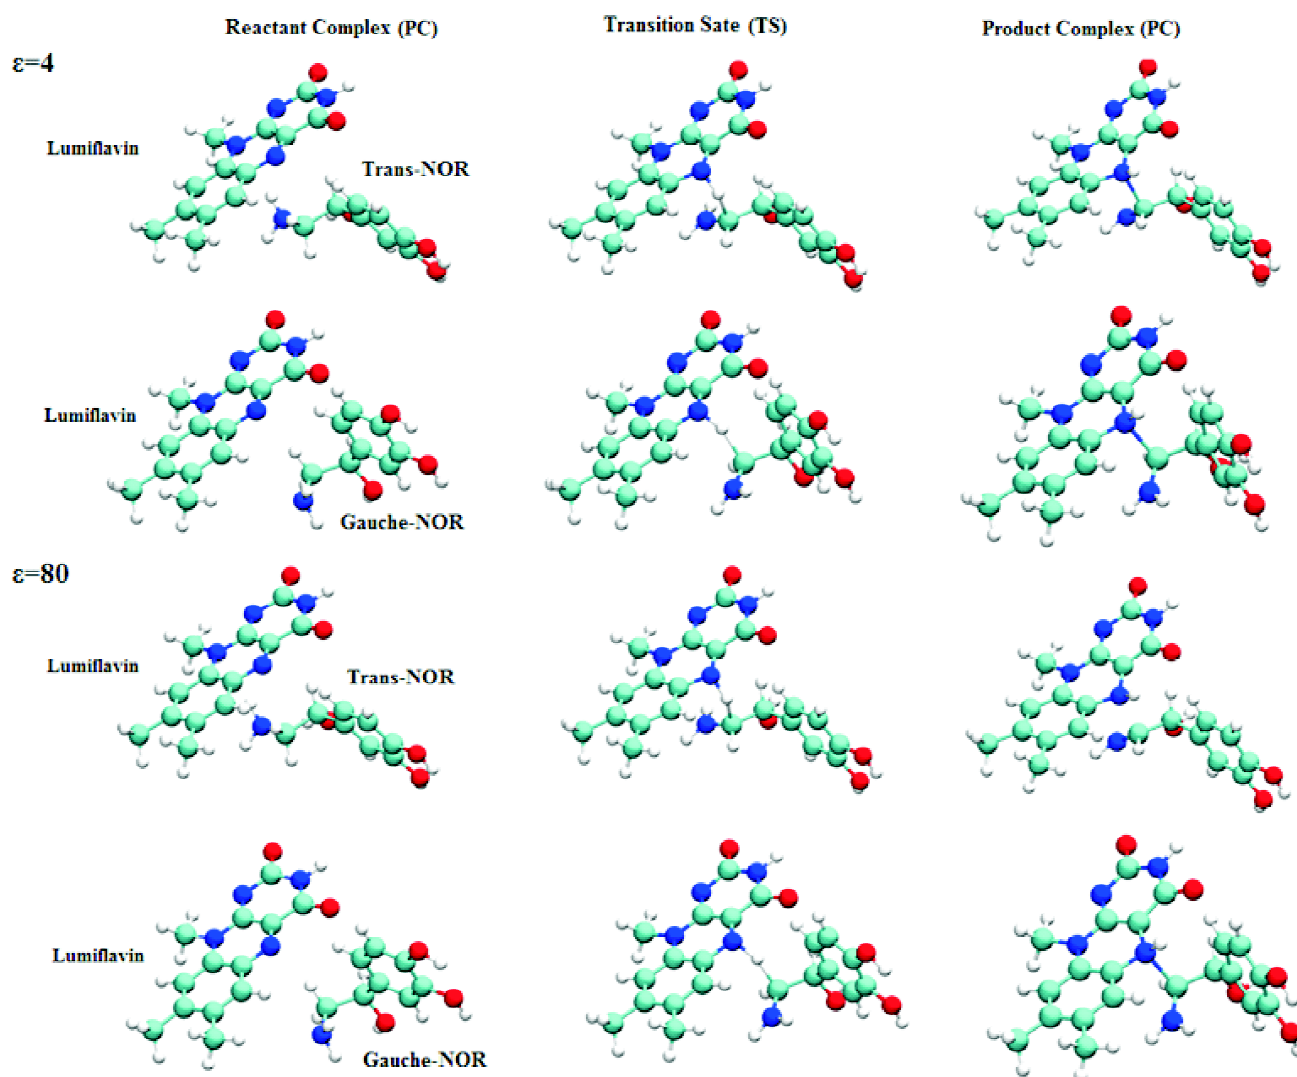 Reactant Complex (PC)
Transition Sate (TS)
Product Complex (PC)
ε=4
Lumiflavin
Trans-NOR
Lumiflavin
Gauche-NOR
ε=80
Lumiflavin
Trans-NOR
Lumiflavin
Gauche-NOR